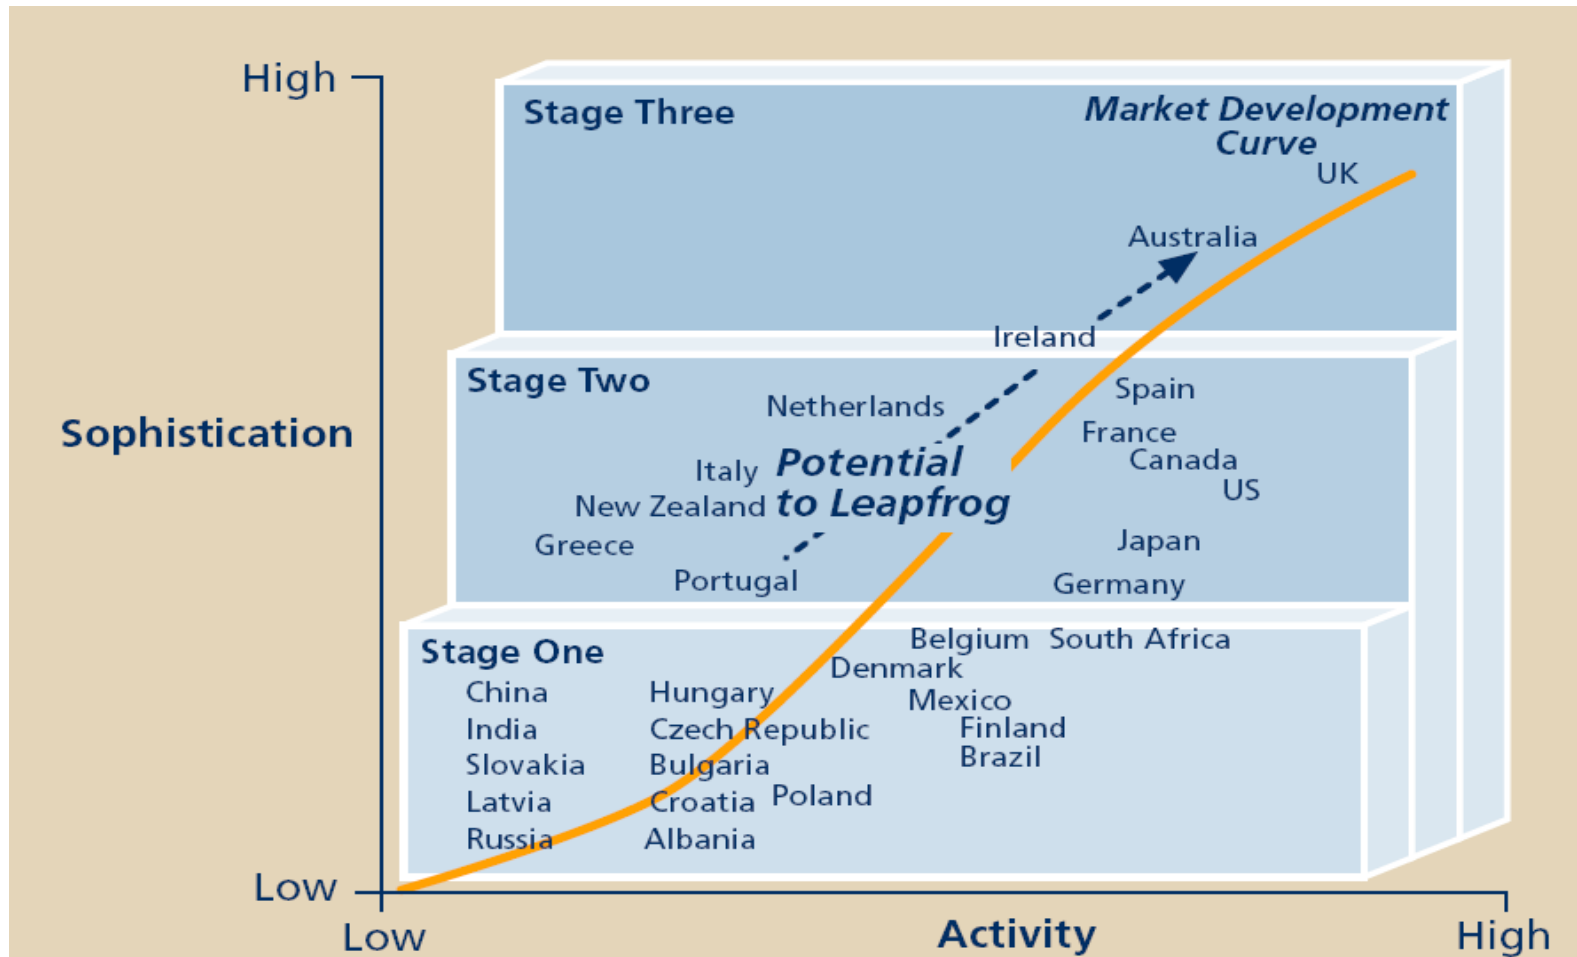 High
Stage Three
Market Development
Curve
UK
Australia
Ireland
Stage Two
Spain
Netherlands
France
Sophistication
Canada
Italy
Potential
US
New Zealand
to Leapfrog
Greece
Japan
Portugal
Germany
Stage One
Belgium
South Africa
Denmark
China
Hungary
Mexico
India
Czech Republic
Finland
Slovakia
Bulgaria
Brazil
Latvia
Croatia
Poland
Russia
Albania
Low
Low
Activity
High